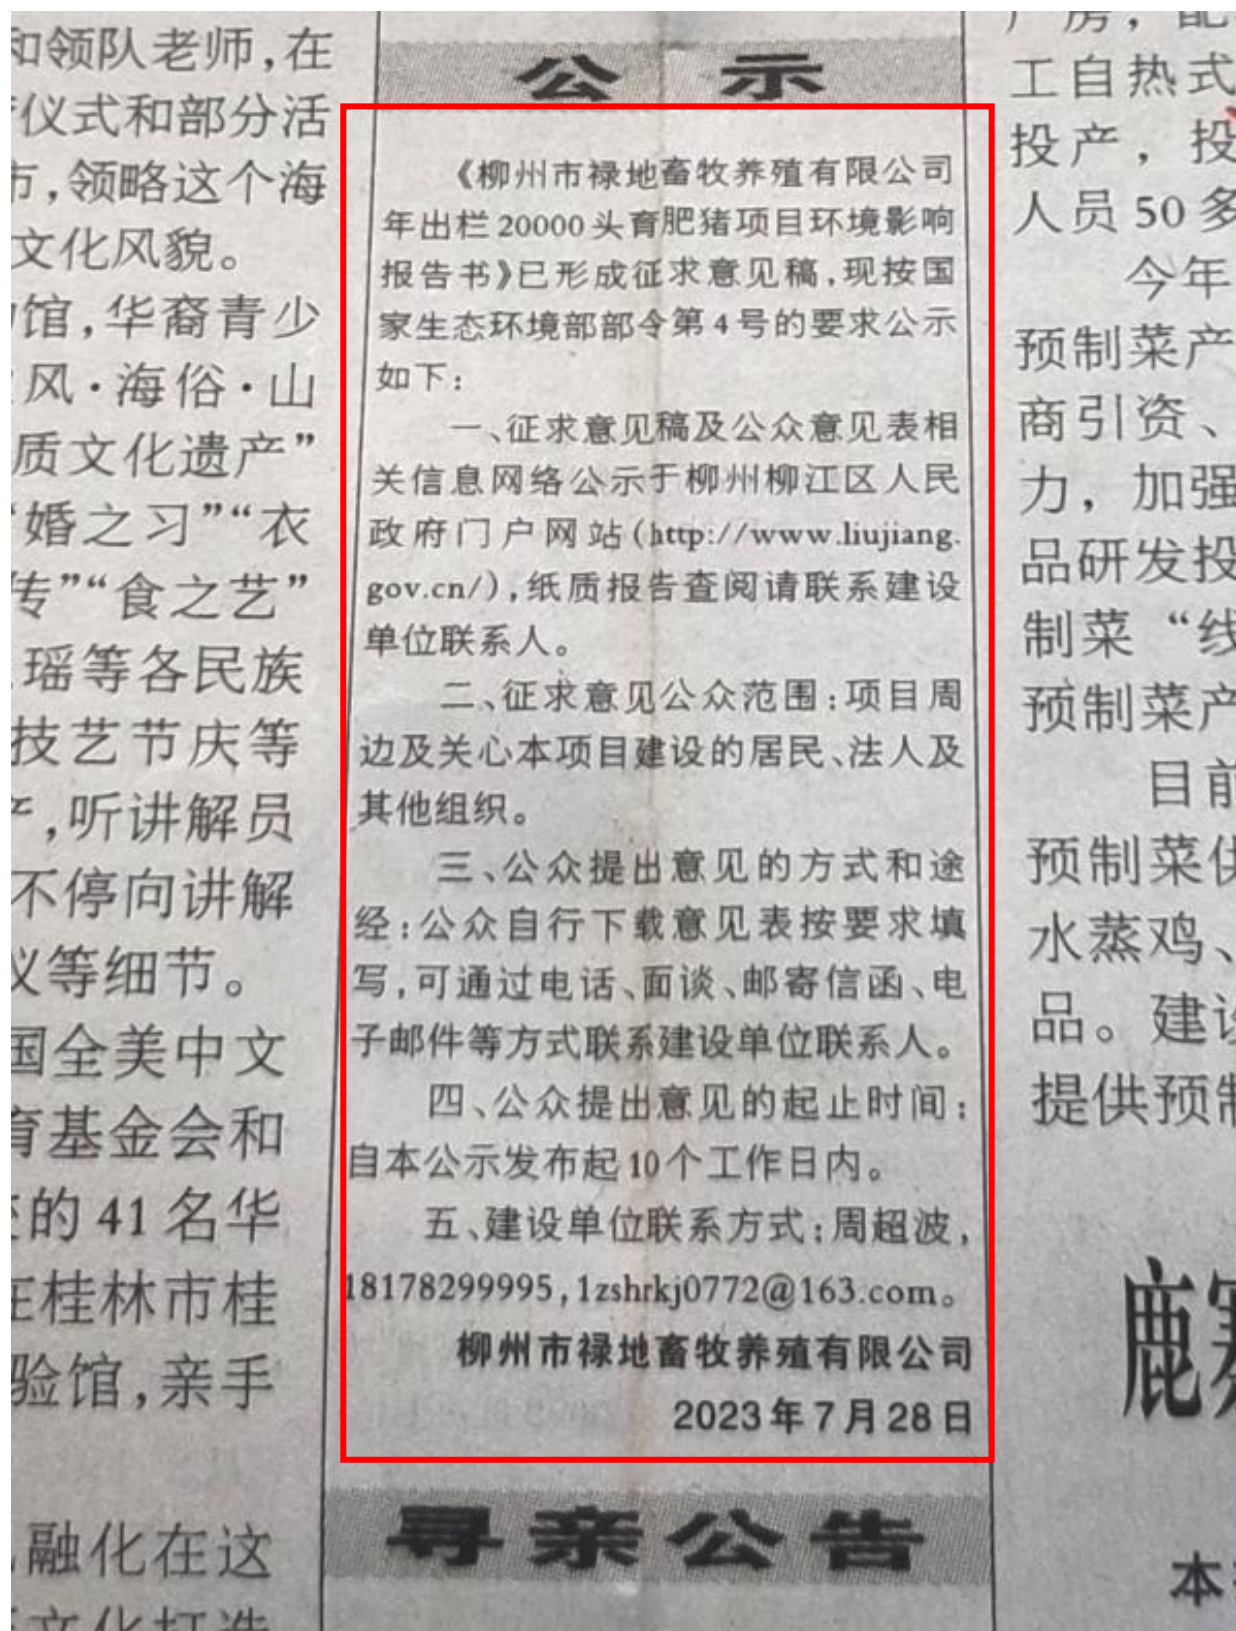 和领队老师,在
仪式和部分活
市,领略这个海
文化风貌。
馆,华裔青少
风·海俗·山
质文化遗产”
“婚之习”“衣
传”“食之艺”
瑶等各民族
技艺节庆等
,听讲解员
不停向讲解
议等细节。
国全美中文
育基金会和
的 41 名华
在桂林市桂
验馆,亲手
融化在这
公 示
《柳州市禄地畜牧养殖有限公司
年出栏 20000 头育肥猪项目环境影响
报告书》已形成征求意见稿,现按国
家生态环境部部令第 4 号的要求公示
如下:
一、征求意见稿及公众意见表相
关信息网络公示于柳州柳江区人民
政府门户网站(http://www.liujiang.
gov.cn/),纸质报告查阅请联系建设
单位联系人。
二、征求意见公众范围:项目周
边及关心本项目建设的居民、法人及
其他组织。
三、公众提出意见的方式和途
经:公众自行下载意见表按要求填
写,可通过电话、面谈、邮寄信函、电
子邮件等方式联系建设单位联系人。
四、公众提出意见的起止时间:
自本公示发布起 10 个工作日内。
五、建设单位联系方式:周超波,
18178299995,1zshrkj0772@163.com。
柳州市禄地畜牧养殖有限公司
2023 年 7 月 28 日
寻亲公告
工自热式
投产，投
人员 50 多
今年
预制菜产
商引资、
力，加强
品研发投
制菜“线
预制菜产
目前
预制菜供
水蒸鸡、
品。建设
提供预制
鹿寨
本